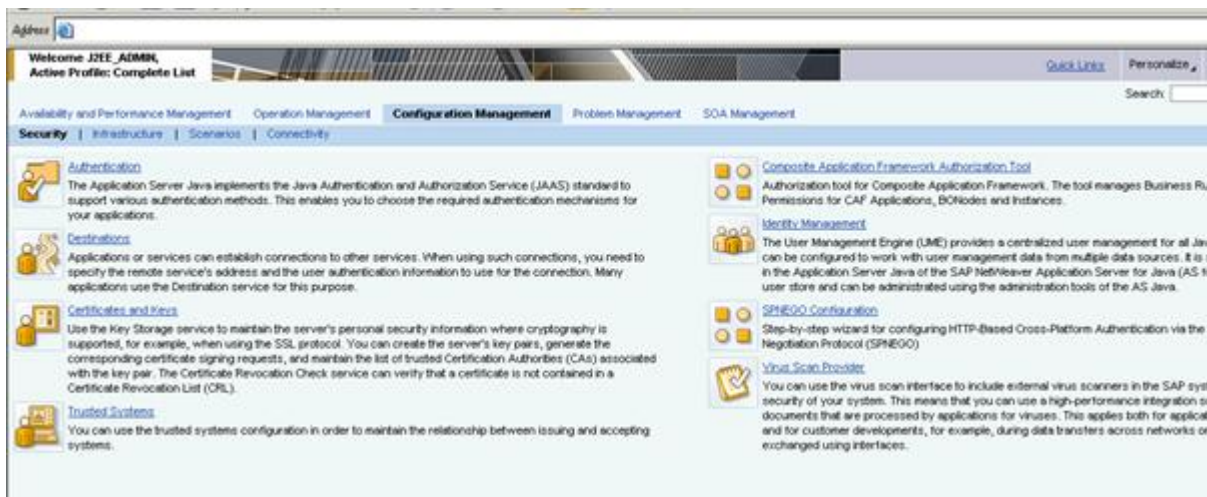 Address
Welcome J2EE_ADMIN,
Active Profile: Complete List
Quick Links Personalize
Search:
Availability and Performance Management Operation Management Configuration Management Problem Management SOA Management
Security | Infrastructure | Scenarios | Connectivity
Authentication
The Application Server Java implements the Java Authentication and Authorization Service (JAAS) standard to
support various authentication methods. This enables you to choose the required authentication mechanisms for
your applications.
Destinations
Applications or services can establish connections to other services. When using such connections, you need to
specify the remote service's address and the user authentication information to use for the connection. Many
applications use the Destination service for this purpose.
Certificates and Keys
Use the Key Storage service to maintain the server's personal security information where cryptography is
supported, for example, when using the SSL protocol. You can create the server's key pairs, generate the
corresponding certificate signing requests, and maintain the list of trusted Certification Authorities (CAs) associated
with the key pair. The Certificate Revocation Check service can verify that a certificate is not contained in a
Certificate Revocation List (CRL).
Trusted Systems
You can use the trusted systems configuration in order to maintain the relationship between issuing and accepting
systems.
Composite Application Framework Authorization Tool
Authorization tool for Composite Application Framework. The tool manages Business Ru
Permissions for CAF Applications, BONodes and Instances.
Identity Management
The User Management Engine (UME) provides a centralized user management for all Jav
can be configured to work with user management data from multiple data sources. It is
in the Application Server Java of the SAP NetWeaver Application Server for Java (AS
user store and can be administrated using the administration tools of the AS Java.
SPNEGO Configuration
Step-by-step wizard for configuring HTTP-Based Cross-Platform Authentication via the
Negotiation Protocol (SPNEGO)
Virus Scan Provider
You can use the virus scan interface to include external virus scanners in the SAP sys
security of your system. This means that you can use a high-performance integration s
documents that are processed by applications for viruses. This applies both for applicat
and for customer developments, for example, during data transfers across networks or
exchanged using interfaces.